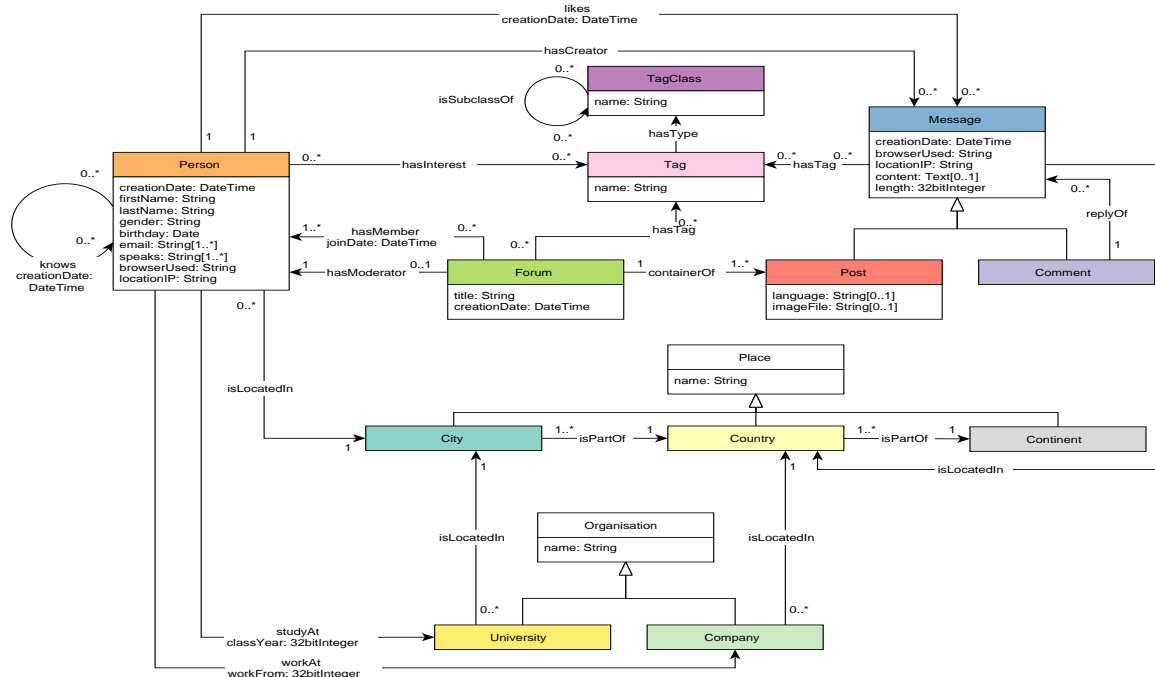 likes
creationDate: DateTime
hasCreator
0..*
TagClass
name: String
isSubclassOf
0..*
0..*
0..*
1
1
hasType
Message
creationDate: DateTime
browserUsed: String
locationIP: String
content: Text[0..1]
length: 32bitInteger
Person
creationDate: DateTime
firstName: String
lastName: String
gender: String
birthday: Date
email: String[1..*]
speaks: String[1..*]
browserUsed: String
locationIP: String
0..*
hasInterest
0..*
Tag
name: String
0..*
hasTag
0..*
0..*
0..*
knows
creationDate:
DateTime
0..*
replyOf
1
1..*
hasMember
joinDate: DateTime
0..*
0..*
hasTag
0..*
1
hasModerator
0..1
Forum
title: String
creationDate: DateTime
1
containerOf
1..*
Post
language: String[0..1]
imageFile: String[0..1]
Comment
0..*
isLocatedIn
1
Place
name: String
City
1..*
isPartOf
1
Country
1..*
isPartOf
1
Continent
1
1
isLocatedIn
isLocatedIn
Organisation
name: String
isLocatedIn
0..*
0..*
University
Company
studyAt
classYear: 32bitInteger
workAt
workFrom: 32bitInteger